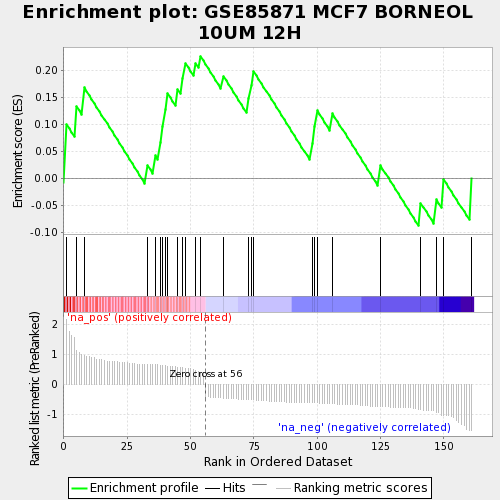 Enrichment plot: GSE85871 MCF7 BORNEOL
10UM 12H
Enrichment score (ES)
0.20
0.15
0.10
0.05
0.00
-0.05
-0.10
'na_pos' (positively correlated)
Ranked list metric (PreRanked)
2
1
0
-1
Zero cross at 56
'na_neg' (negatively correlated)
0
25
50
75
100
125
150
Rank in Ordered Dataset
Enrichment profile
Hits
Ranking metric scores